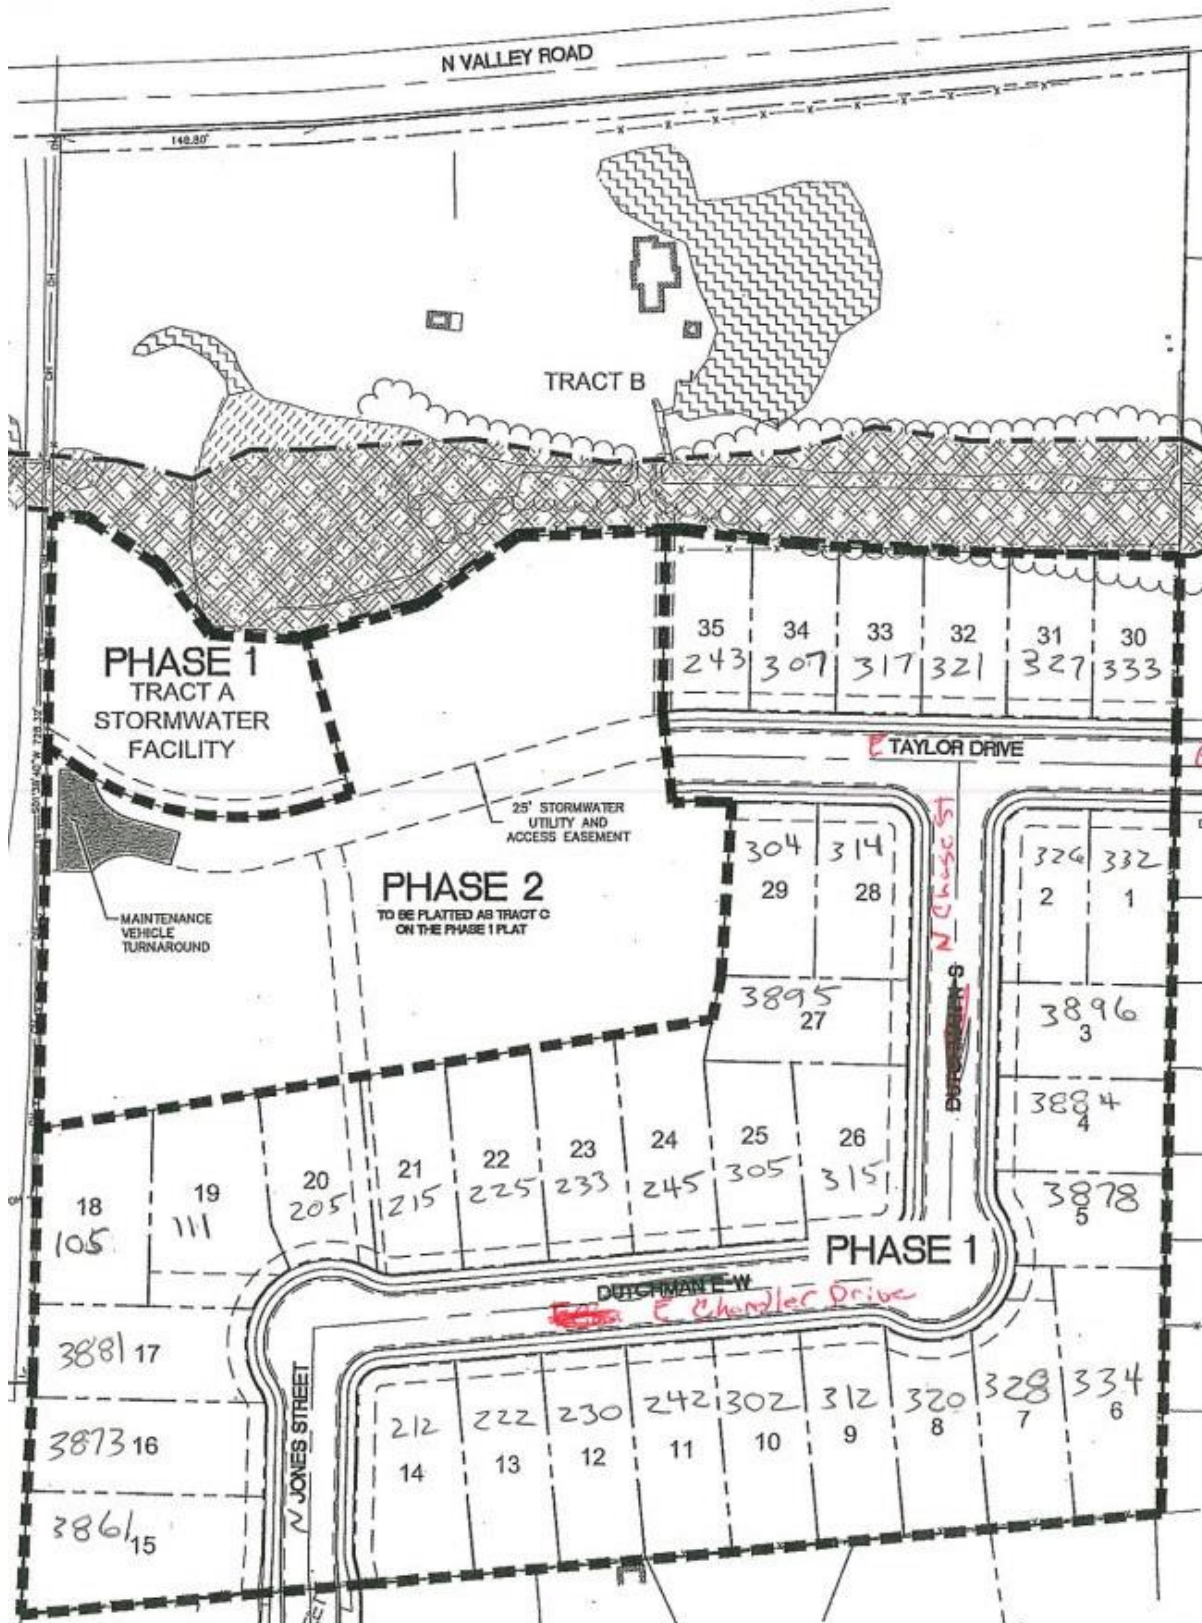 N VALLEY ROAD
148.80'
OH
OH
OH
TRACT B
PHASE 1
TRACT A
STORMWATER
FACILITY
35 34 33 32 31 30
243 307 317 321 327 333
E TAYLOR DRIVE
25' STORMWATER
UTILITY AND
ACCESS EASEMENT
N Chase St
304 314
29 28
326 332
2 1
PHASE 2
TO BE PLATTED AS TRACT C
ON THE PHASE 1 PLAT
MAINTENANCE
VEHICLE
TURNAROUND
3895
27
3896
3
3884
4
3878
5
18
105
19
111
20
205
21
215
22
225
23
233
24
245
25
305
26
315
PHASE 1
DUTCHMAN E-W
E Chandler Drive
3881 17
3873 16
3861 15
N JONES STREET
212 222 230 242 302 312 320 328 334
14 13 12 11 10 9 8 7 6